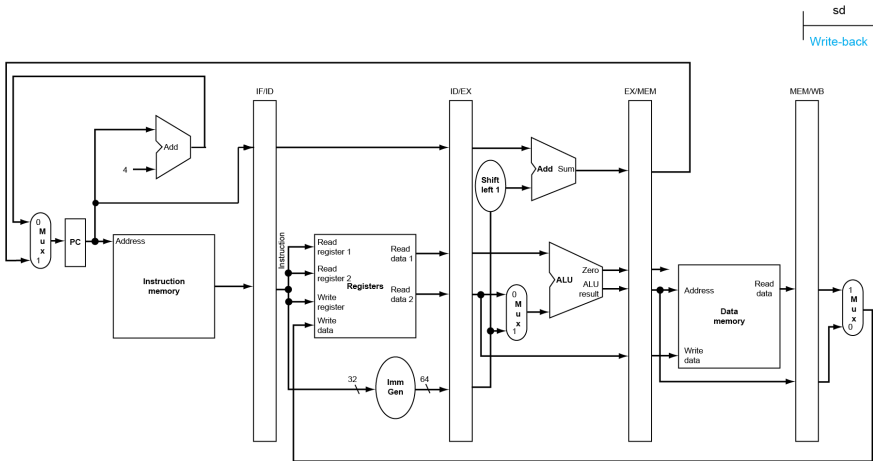 sd
Write-back
IF/ID
ID/EX
EX/MEM
MEM/WB
Add
4
Add Sum
Shift
left 1
0
M
u
x
1
PC
Address
Instruction
memory
Instruction
Read
register 1
Read
register 2
Write
register
Write
data
Registers
Read
data 1
Read
data 2
0
M
u
x
1
Zero
ALU
ALU
result
Address
Write
data
Data
memory
Read
data
1
M
u
x
0
32
Imm
Gen
64